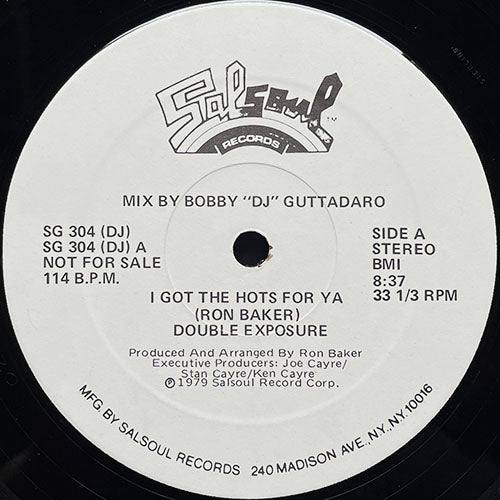 Salsoul
RECORDS
MIX BY BOBBY "DJ" GUTTADARO
SG 304 (DJ)
SG 304 (DJ) A
NOT FOR SALE
114 B.P.M.
SIDE A
STEREO
BMI
8:37
33 1/3 RPM
I GOT THE HOTS FOR YA
(RON BAKER)
DOUBLE EXPOSURE
Produced And Arranged By Ron Baker
Executive Producers: Joe Cayre/
Stan Cayre/Ken Cayre
Ⓟ1979 Salsoul Record Corp.
MFG. BY SALSOUL RECORDS 240 MADISON AVE., N.Y., N.Y. 10016